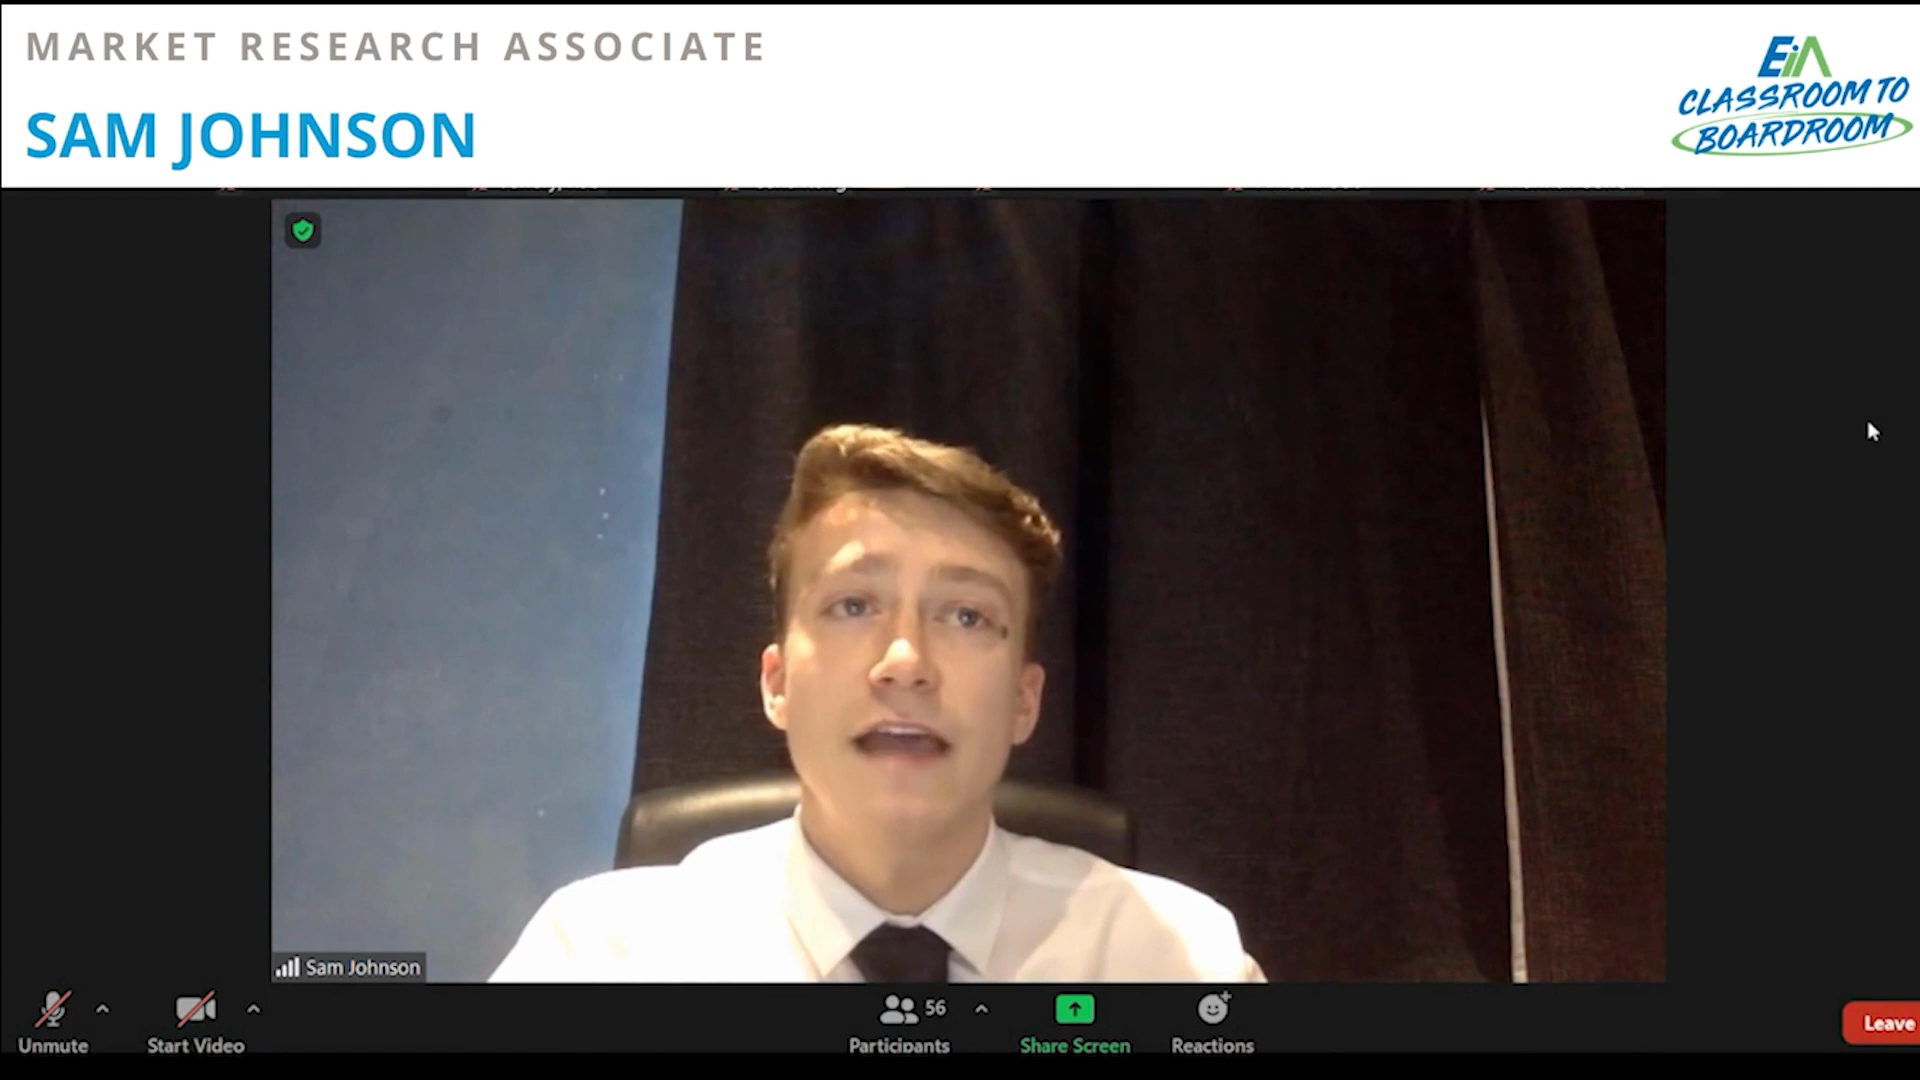 MARKET RESEARCH ASSOCIATE
SAM JOHNSON
EiA
CLASSROOM TO
BOARDROOM
Sam Johnson
56
Unmute
Start Video
Participants
Share Screen
Reactions
Leave